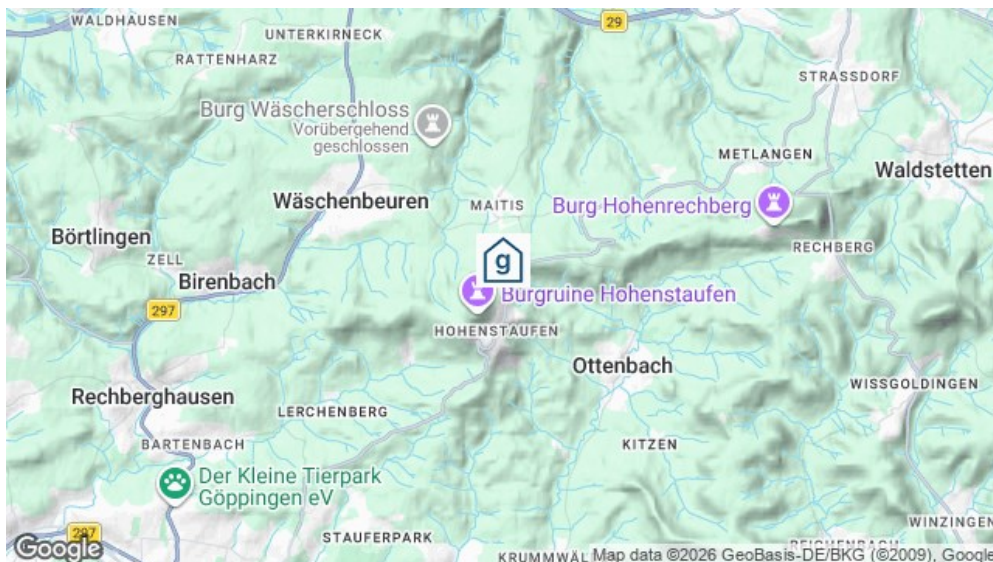 WALDHAUSEN
UNTERKIRNECK
29
RATTENHARZ
STRASSDORF
Burg Wäscherschloss
Vorübergehend
geschlossen
METLANGEN
Waldstetten
Wäschenbeuren
MAITIS
Burg Hohenrechberg
Börtlingen
ZELL
RECHBERG
g
Birenbach
Burgruine Hohenstaufen
297
HOHENSTAUFEN
Ottenbach
WISSGOLDINGEN
Rechberghausen
LERCHENBERG
BARTENBACH
KITZEN
Der Kleine Tierpark
Göppingen eV
WINZINGEN
297
STAUFERPARK
REICHENBACH
Google
Map data ©2026 GeoBasis-DE/BKG (©2009), Google